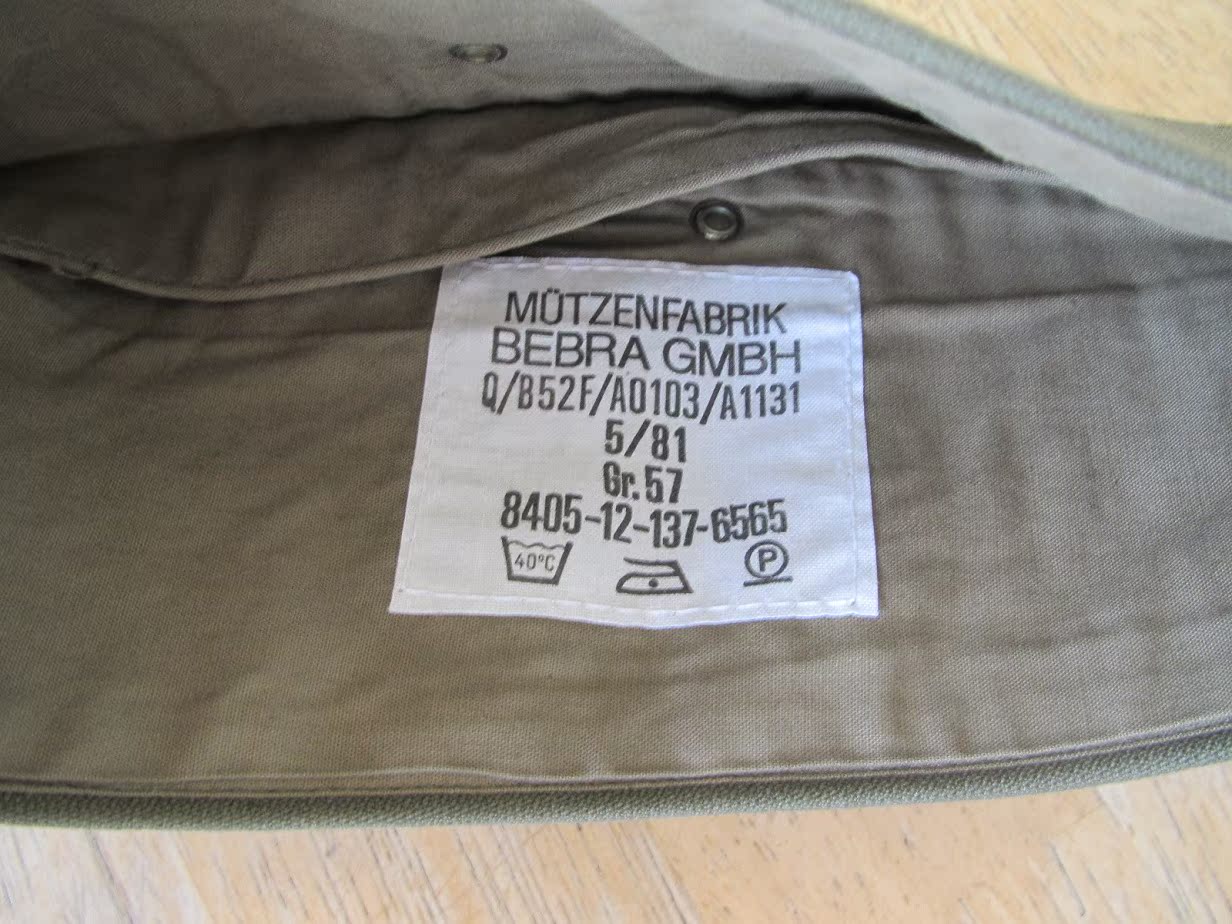 MÜTZENFABRIK
BEBRA GMBH
Q/B52F/A0103/A1131
5/81
Gr.57
8405-12-137-6565
40°C P